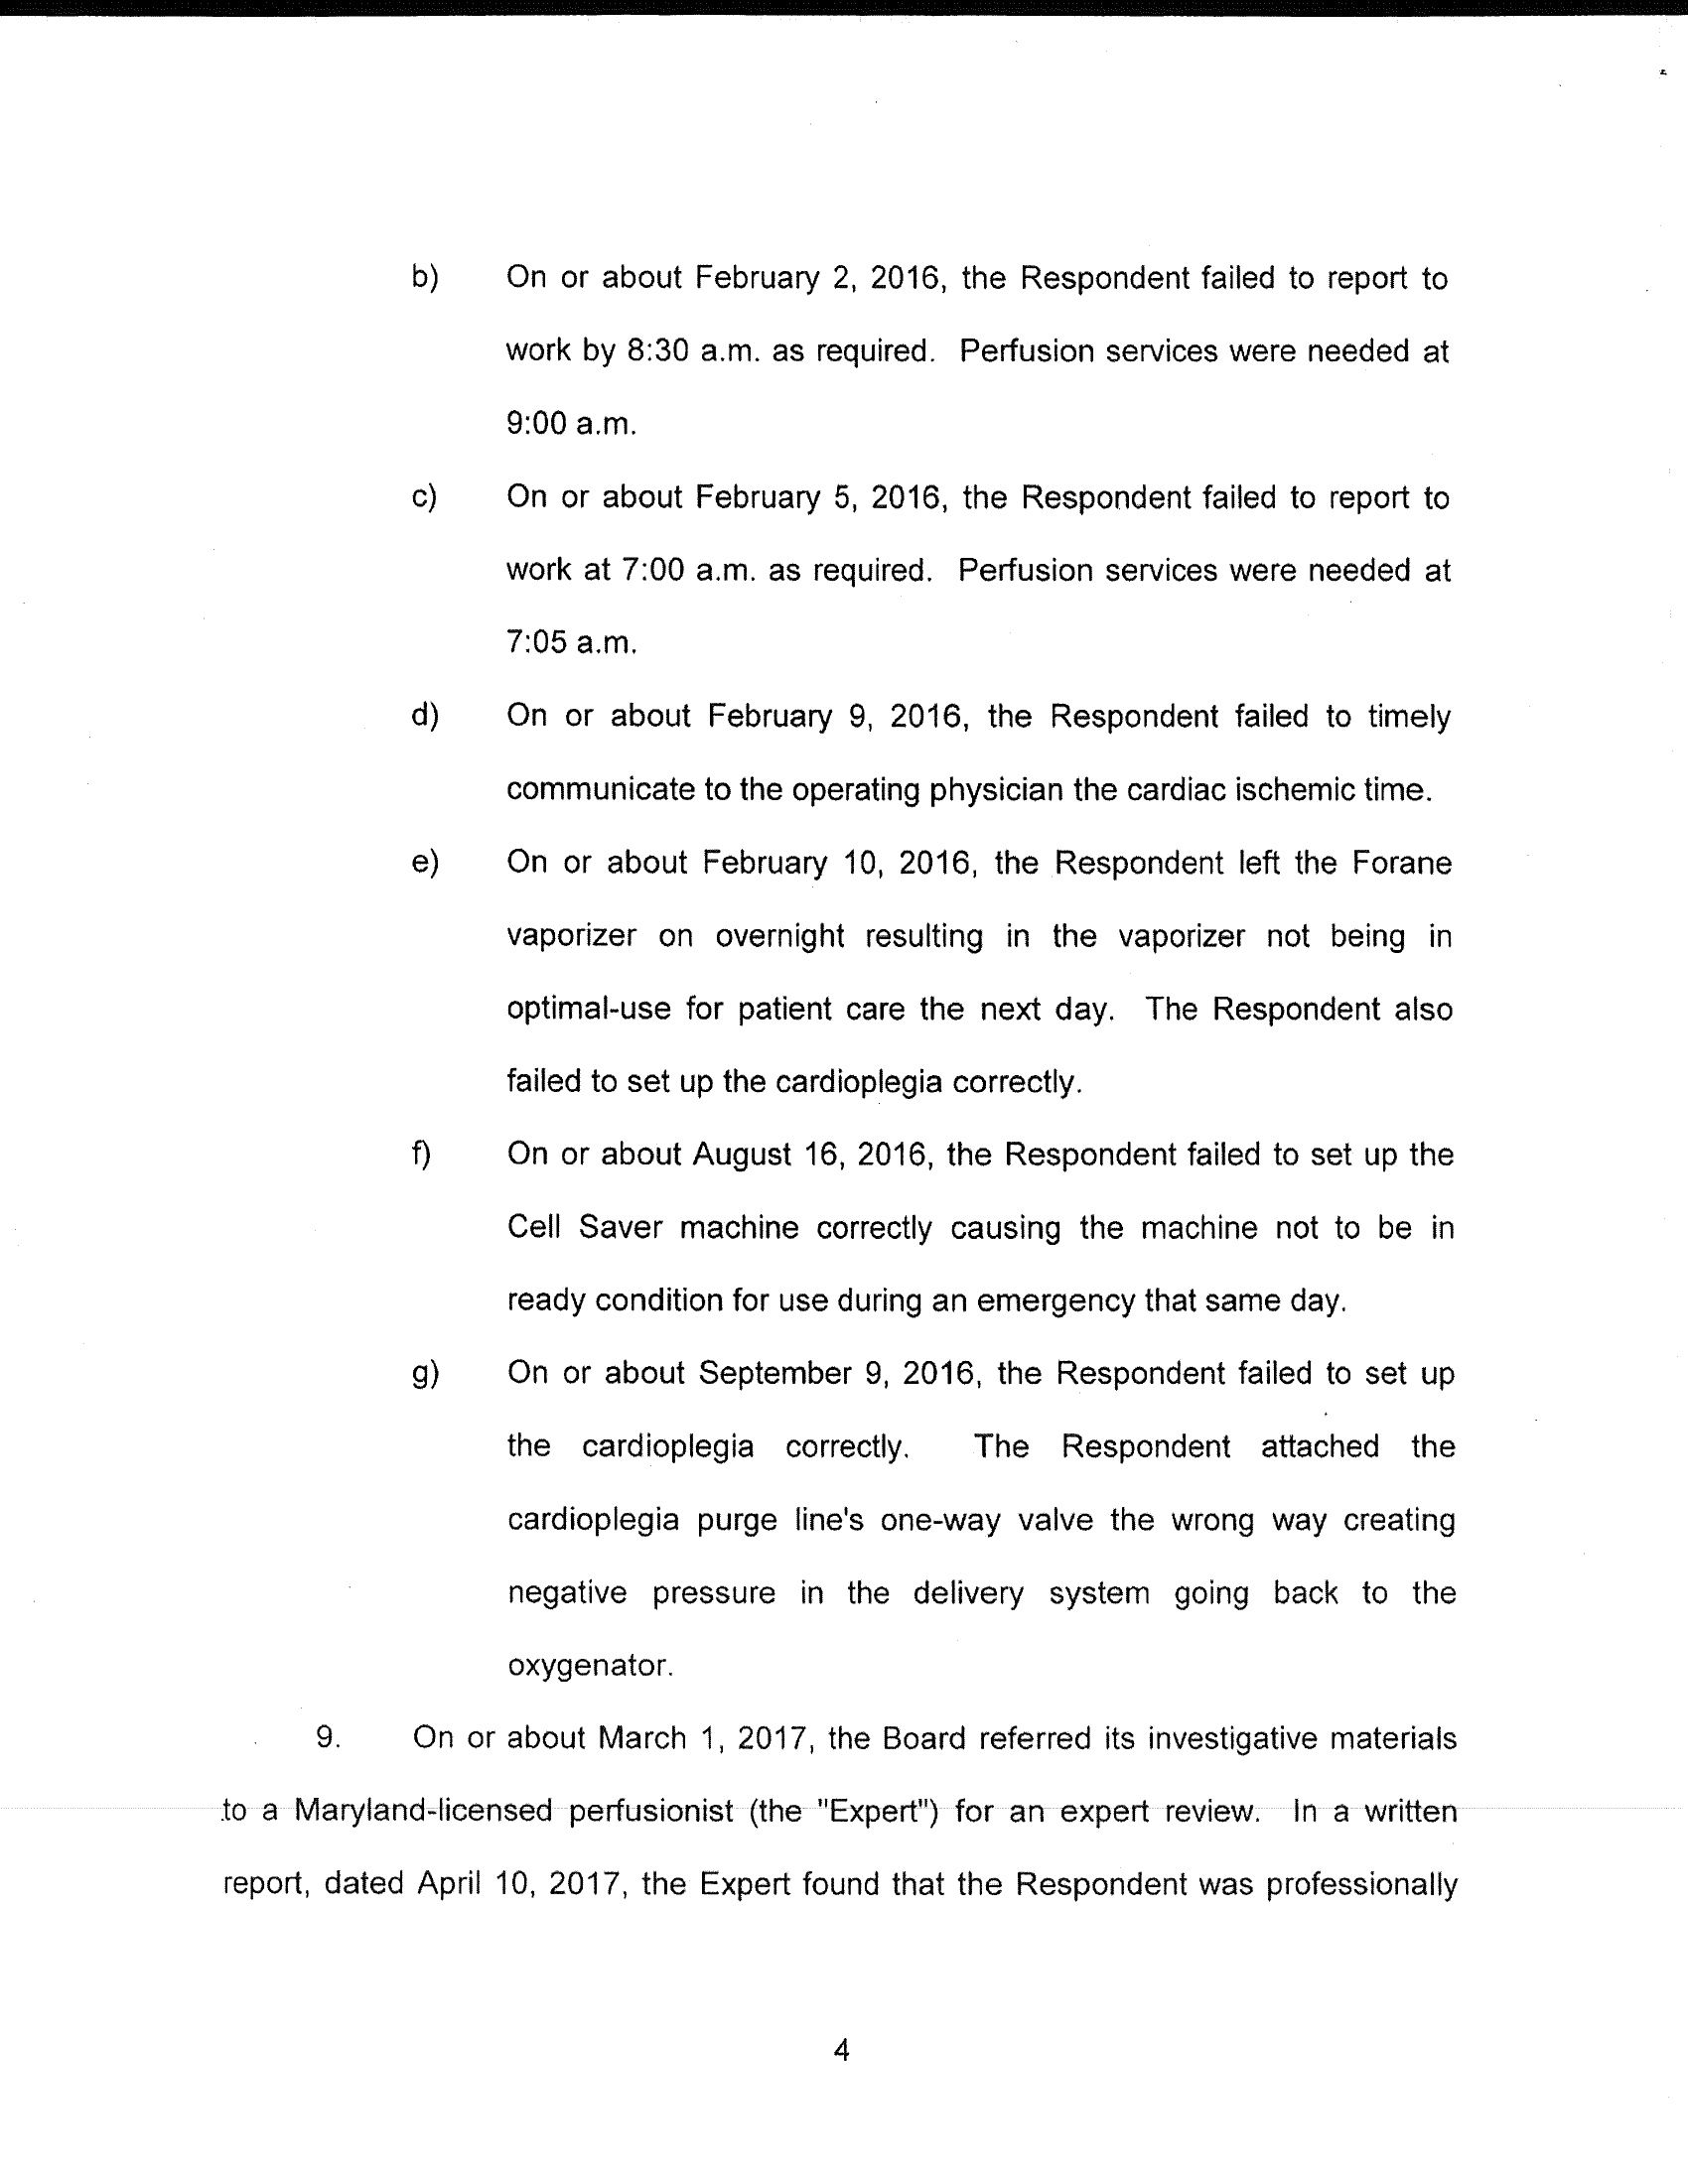 b) On or about February 2, 2016, the Respondent failed to report to
work by 8:30 a.m. as required. Perfusion services were needed at
9:00 a.m.
c) On or about February 5, 2016, the Respondent failed to report to
work at 7:00 a.m. as required. Perfusion services were needed at
7:05 a.m.
d) On or about February 9, 2016, the Respondent failed to timely
communicate to the operating physician the cardiac ischemic time.
e) On or about February 10, 2016, the Respondent left the Forane
vaporizer on overnight resulting in the vaporizer not being in
optimal-use for patient care the next day. The Respondent also
failed to set up the cardioplegia correctly.
f) On or about August 16, 2016, the Respondent failed to set up the
Cell Saver machine correctly causing the machine not to be in
ready condition for use during an emergency that same day.
g) On or about September 9, 2016, the Respondent failed to set up
the cardioplegia correctly. The Respondent attached the
cardioplegia purge line's one-way valve the wrong way creating
negative pressure in the delivery system going back to the
oxygenator.
9. On or about March 1, 2017, the Board referred its investigative materials
to a Maryland-licensed perfusionist (the "Expert") for an expert review. In a written
report, dated April 10, 2017, the Expert found that the Respondent was professionally
4